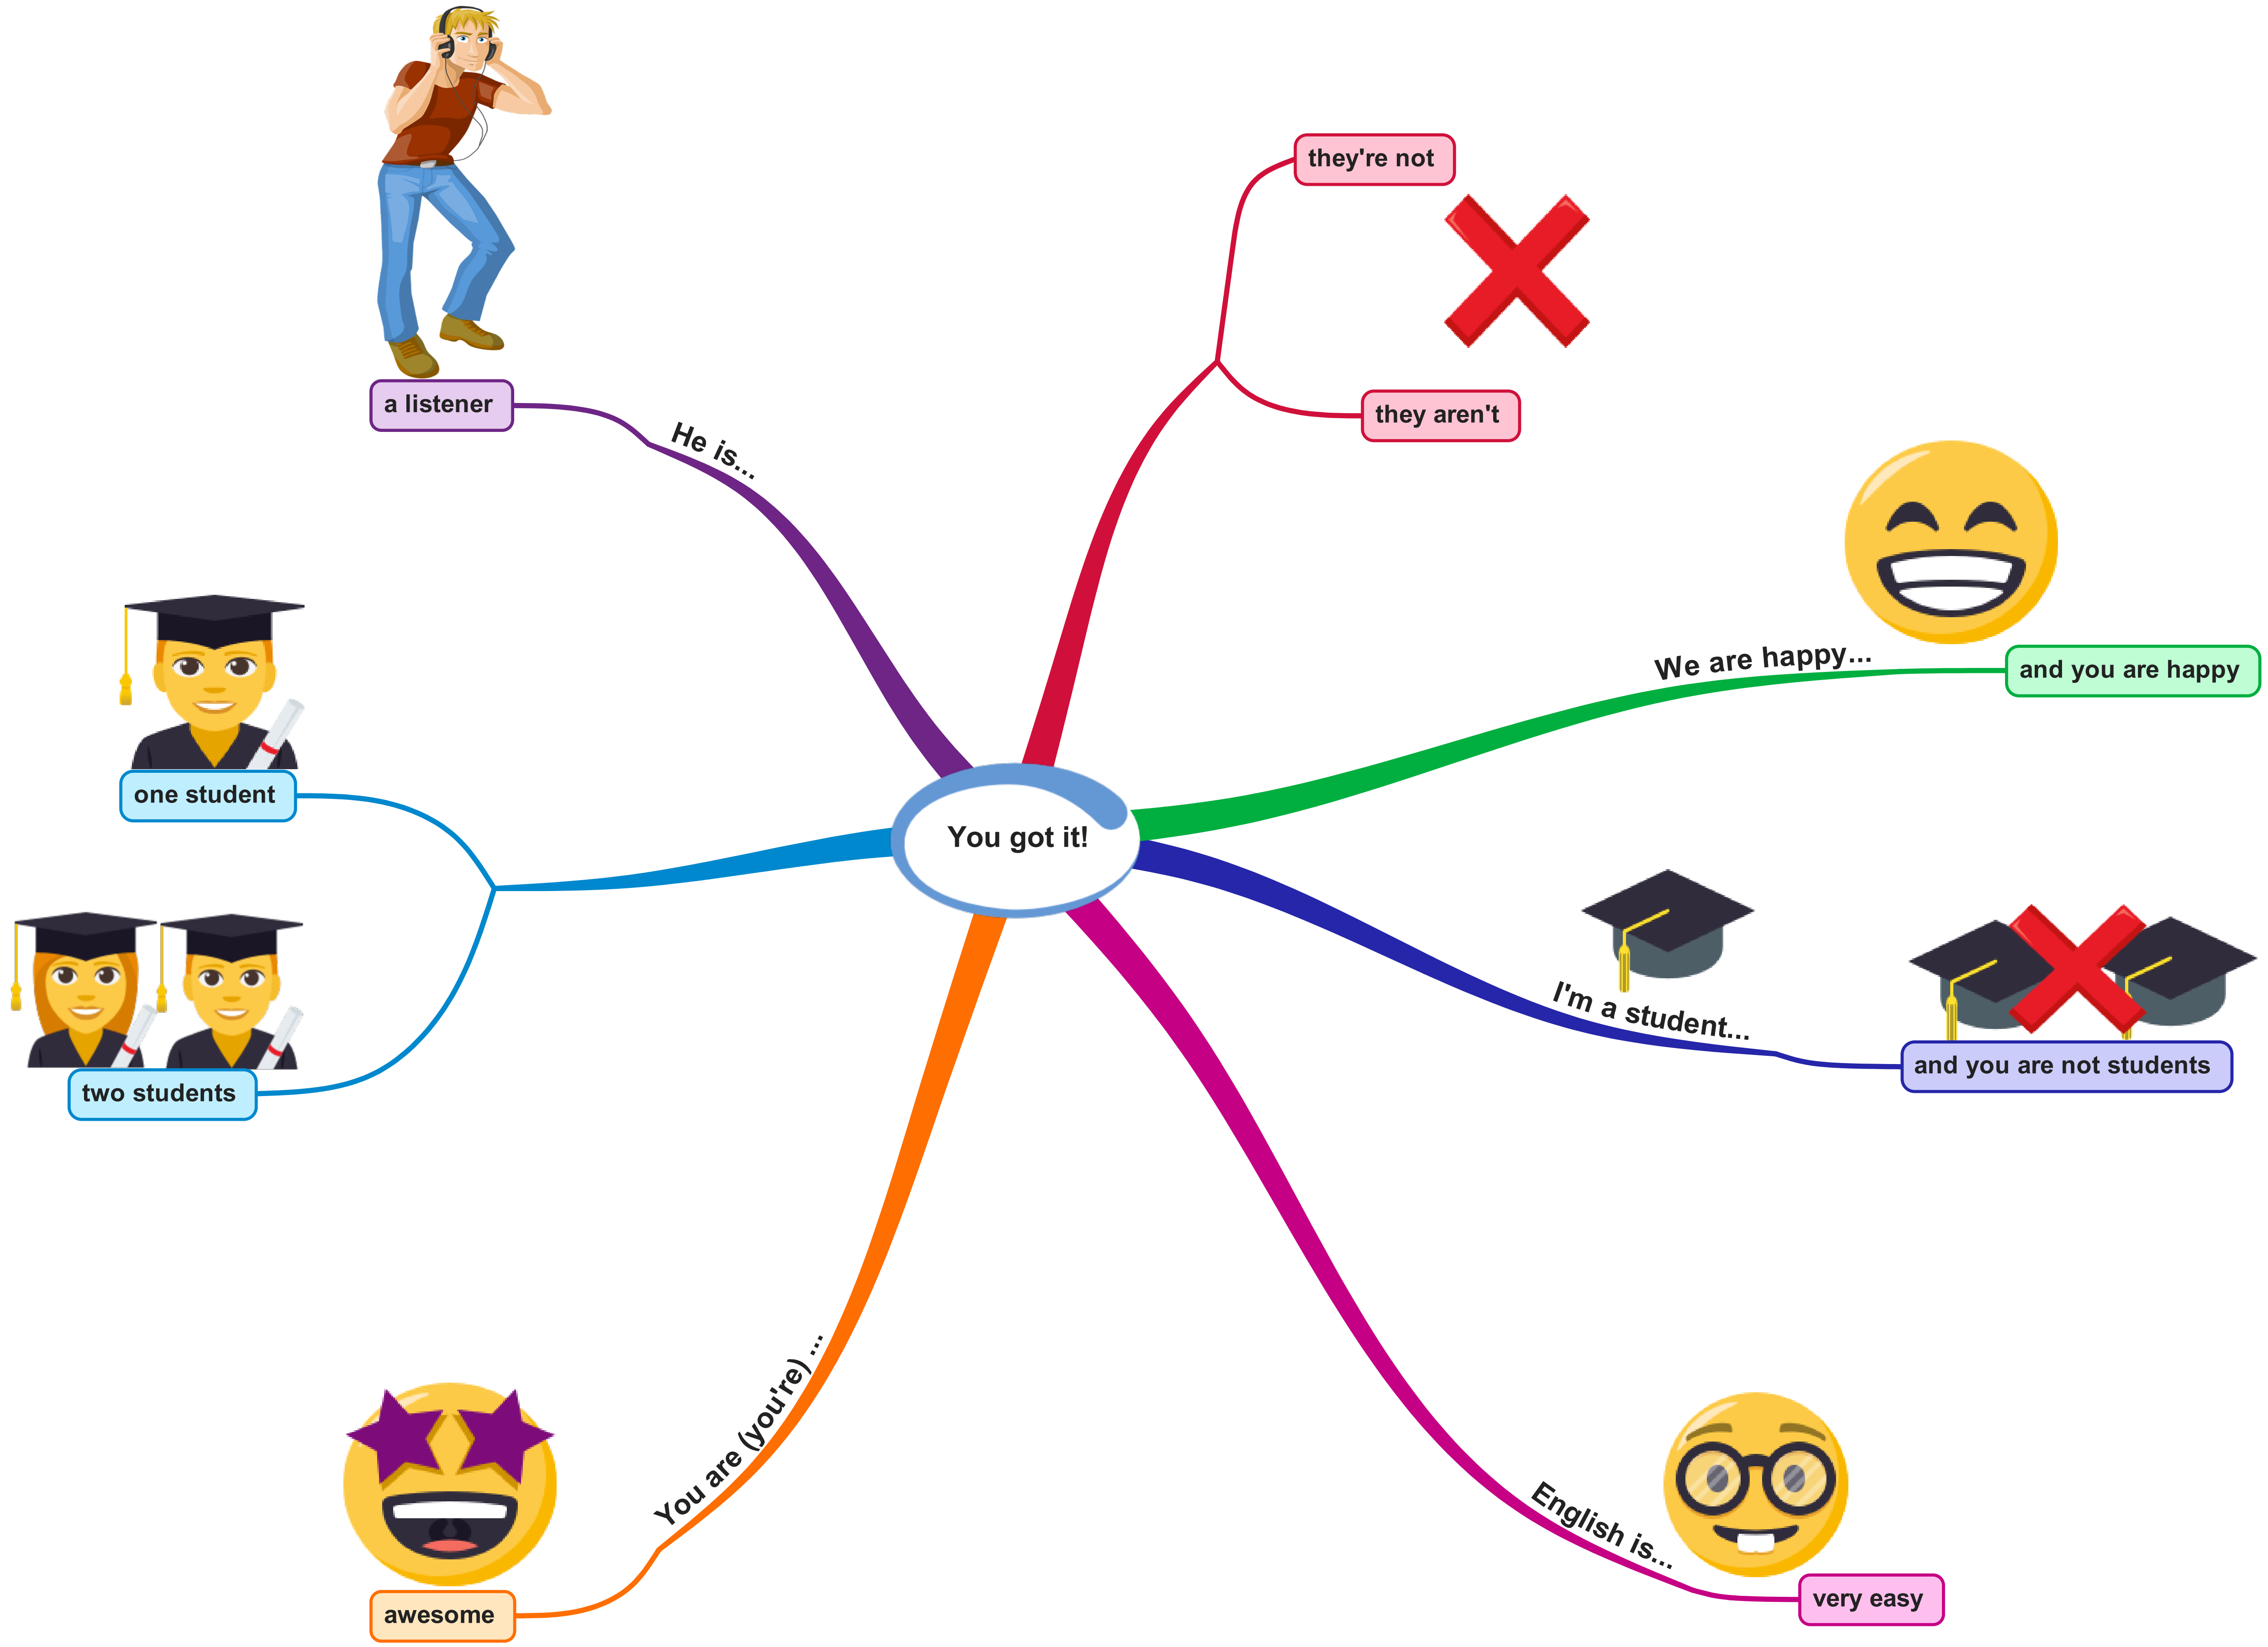 You got it!
they're not
they aren't
We are happy...
and you are happy
I'm a student...
and you are not students
English is...
very easy
You are (you're) ...
awesome
one student
two students
He is...
a listener